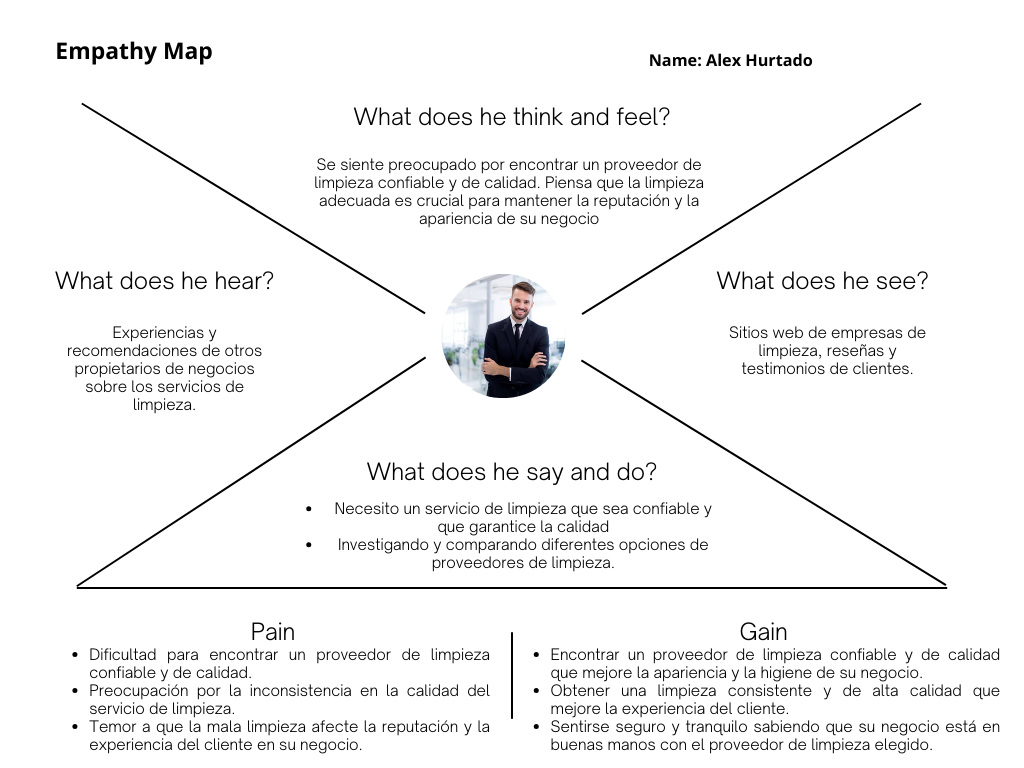 Empathy Map
Name: Alex Hurtado
What does he think and feel?
Se siente preocupado por encontrar un proveedor de
limpieza confiable y de calidad. Piensa que la limpieza
adecuada es crucial para mantener la reputación y la
apariencia de su negocio
What does he hear?
Experiencias y
recomendaciones de otros
propietarios de negocios
sobre los servicios de
limpieza.
What does he see?
Sitios web de empresas de
limpieza, reseñas y
testimonios de clientes.
What does he say and do?
• Necesito un servicio de limpieza que sea confiable y
que garantice la calidad
• Investigando y comparando diferentes opciones de
proveedores de limpieza.
Pain
• Dificultad para encontrar un proveedor de limpieza
confiable y de calidad.
• Preocupación por la inconsistencia en la calidad del
servicio de limpieza.
• Temor a que la mala limpieza afecte la reputación y la
experiencia del cliente en su negocio.
Gain
• Encontrar un proveedor de limpieza confiable y de calidad
que mejore la apariencia y la higiene de su negocio.
• Obtener una limpieza consistente y de alta calidad que
mejore la experiencia del cliente.
• Sentirse seguro y tranquilo sabiendo que su negocio está en
buenas manos con el proveedor de limpieza elegido.